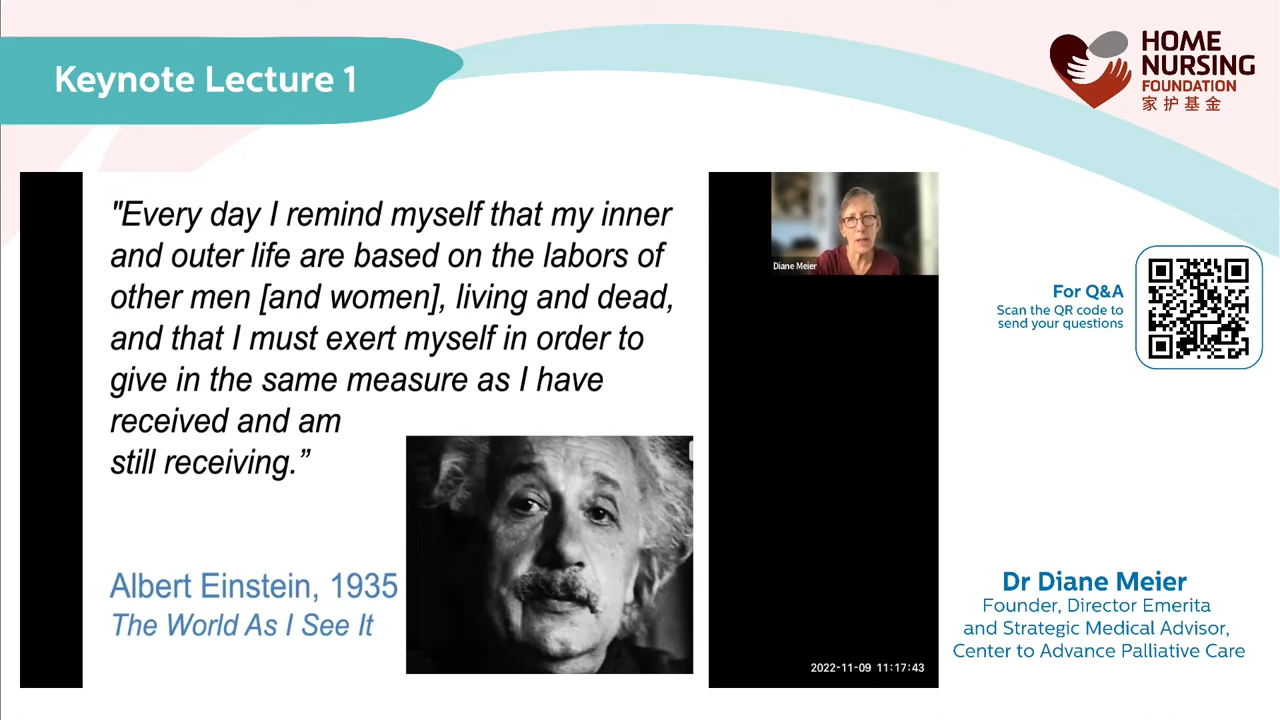 Keynote Lecture 1
HOME
NURSING
FOUNDATION
家护基金
"Every day I remind myself that my inner
and outer life are based on the labors of
other men [and women], living and dead,
and that I must exert myself in order to
give in the same measure as I have
received and am
still receiving.”
Albert Einstein, 1935
The World As I See It
Diane Meier
2022-11-09 11:17:43
For Q&A
Scan the QR code to
send your questions
Dr Diane Meier
Founder, Director Emerita
and Strategic Medical Advisor,
Center to Advance Palliative Care